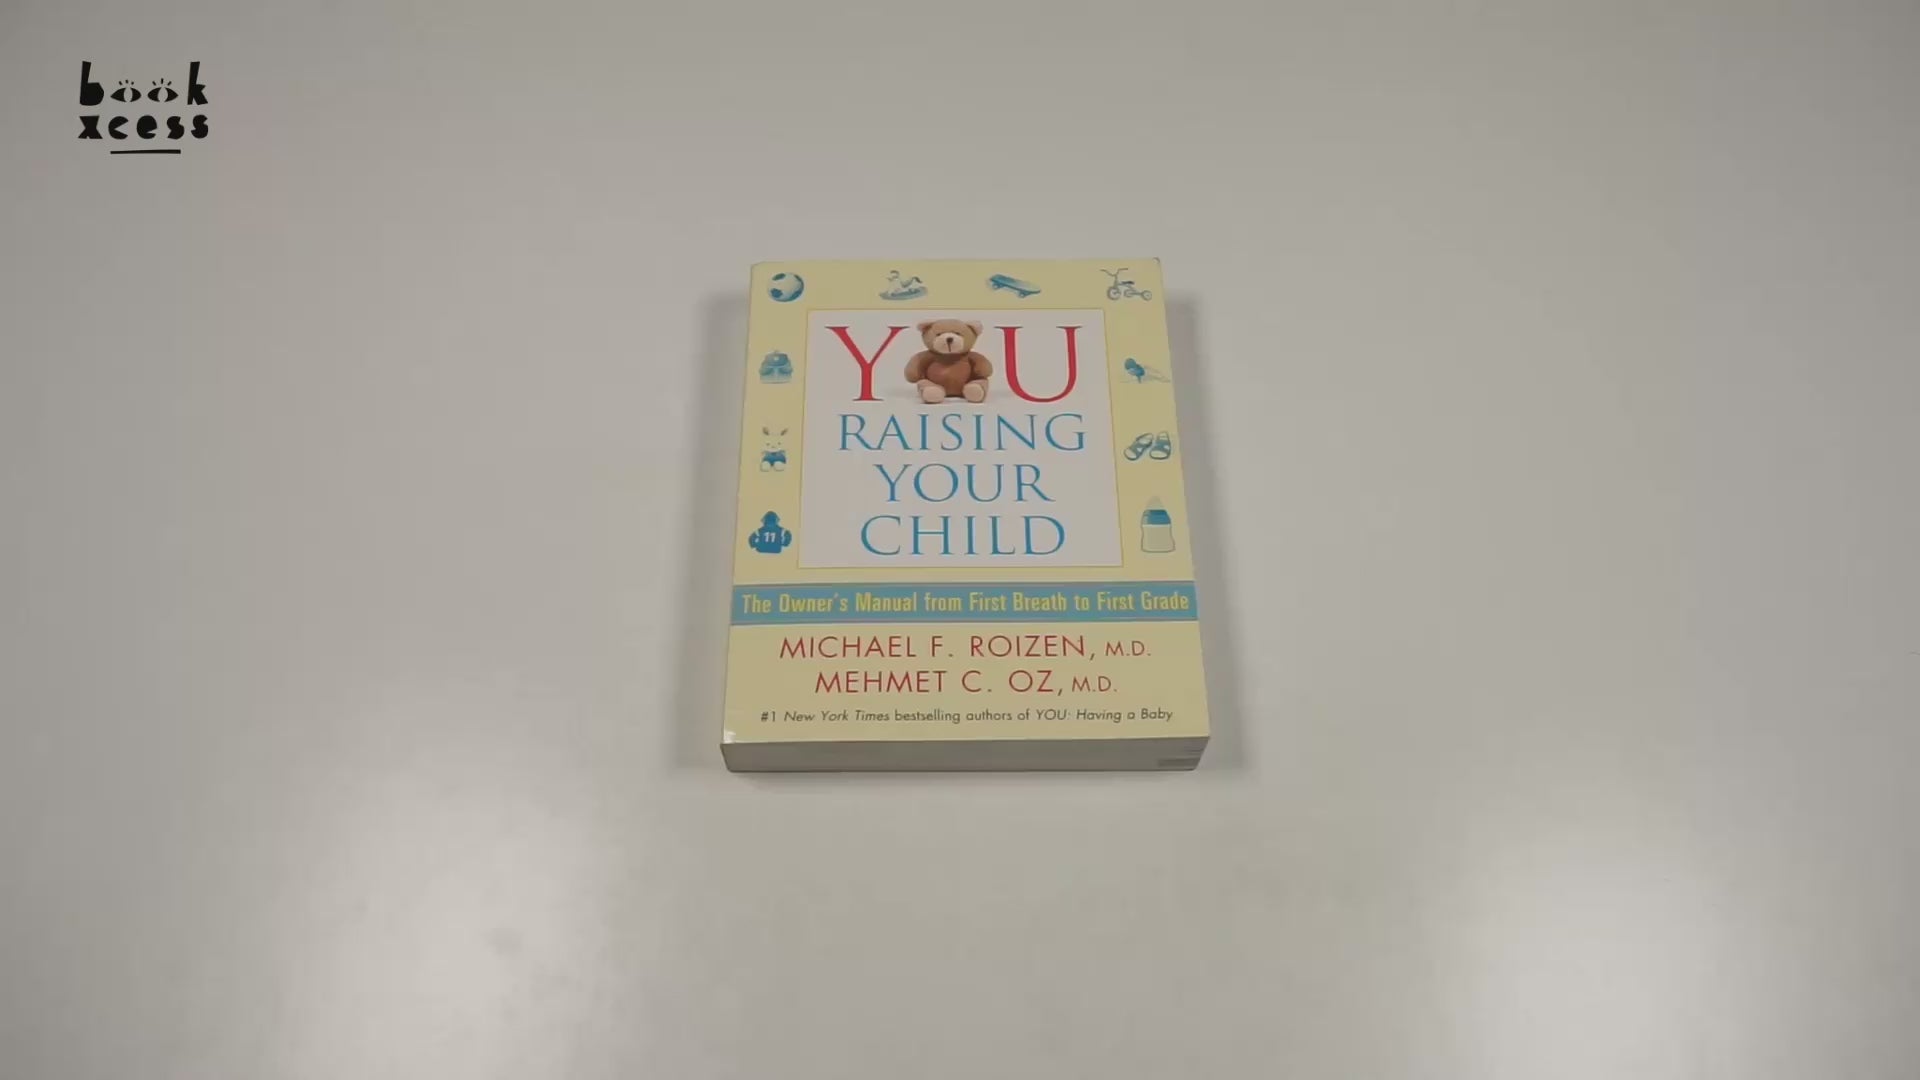 book
xcess
YOU
RAISING
YOUR
CHILD
11
The Owner's Manual from First Breath to First Grade
MICHAEL F. ROIZEN, M.D.
MEHMET C. OZ, M.D.
#1 New York Times bestselling authors of YOU: Having a Baby